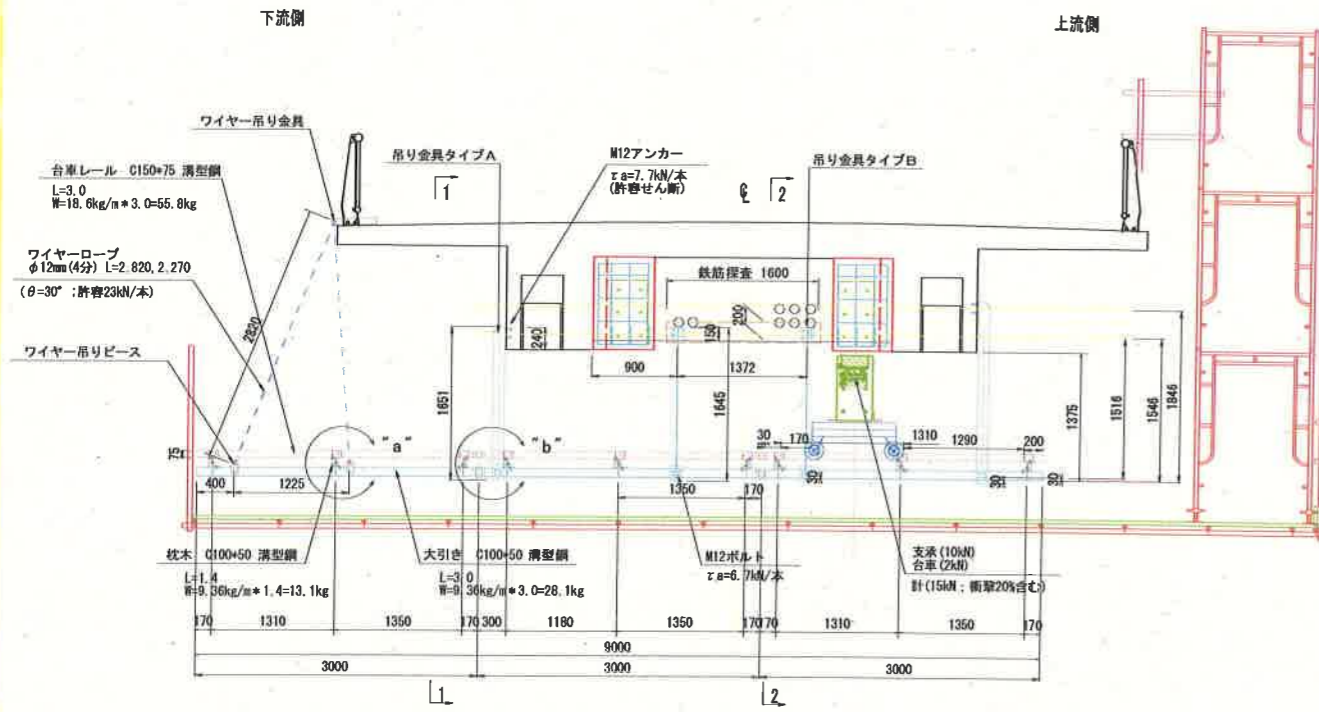 下流側
上流側
ワイヤー吊り金具
台車レール C150*75 溝型鋼
L=3.0
W=18.6kg/m*3.0=55.8kg
吊り金具タイプA
M12アンカー
τa=7.7kN/本
(許容せん断)
吊り金具タイプB
1
℄
2
ワイヤーロープ
φ12mm(4分) L=2.820,2.270
(θ=30° ;許容23kN/本)
2820
ワイヤー吊りピース
鉄筋探査 1600
200
150
240
900
1372
1651
1645
1375
1516
1546
1846
"a"
"b"
75
400
1225
30
170
1310
1290
200
30
30
30
1350
170
枕木 C100*50 溝型鋼
L=1.4
W=9.36kg/m*1.4=13.1kg
大引き C100*50 溝型鋼
L=3.0
W=9.36kg/m*3.0=28.1kg
M12ボルト
τa=6.7kN/本
支承(10kN)
台車(2kN)
計(15kN;衝撃20%含む)
170
1310
1350
170
300
1180
1350
170
170
1310
1350
170
9000
3000
3000
3000
1
2